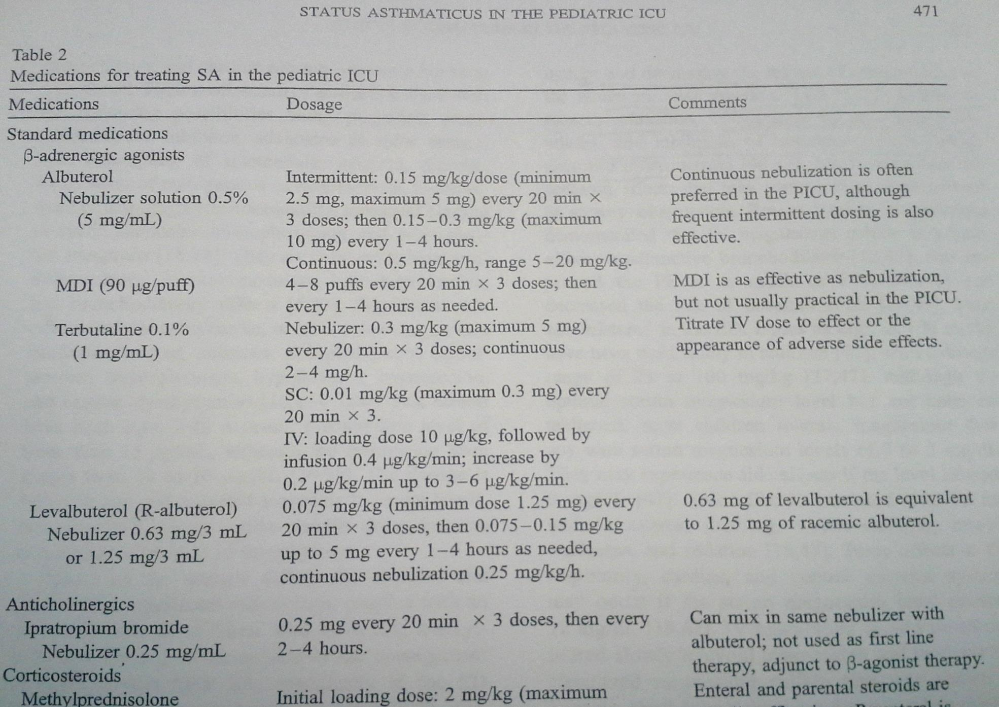 STATUS ASTHMATICUS IN THE PEDIATRIC ICU 471
Table 2
Medications for treating SA in the pediatric ICU
Medications Dosage Comments
Standard medications
β-adrenergic agonists
Albuterol Intermittent: 0.15 mg/kg/dose (minimum Continuous nebulization is often
Nebulizer solution 0.5% 2.5 mg, maximum 5 mg) every 20 min × preferred in the PICU, although
(5 mg/mL) 3 doses; then 0.15–0.3 mg/kg (maximum frequent intermittent dosing is also
10 mg) every 1–4 hours. effective.
Continuous: 0.5 mg/kg/h, range 5–20 mg/kg.
MDI (90 μg/puff) 4–8 puffs every 20 min × 3 doses; then MDI is as effective as nebulization,
every 1–4 hours as needed. but not usually practical in the PICU.
Terbutaline 0.1% Nebulizer: 0.3 mg/kg (maximum 5 mg) Titrate IV dose to effect or the
(1 mg/mL) every 20 min × 3 doses; continuous appearance of adverse side effects.
2–4 mg/h.
SC: 0.01 mg/kg (maximum 0.3 mg) every
20 min × 3.
IV: loading dose 10 μg/kg, followed by
infusion 0.4 μg/kg/min; increase by
0.2 μg/kg/min up to 3–6 μg/kg/min.
Levalbuterol (R-albuterol) 0.075 mg/kg (minimum dose 1.25 mg) every 0.63 mg of levalbuterol is equivalent
Nebulizer 0.63 mg/3 mL 20 min × 3 doses, then 0.075–0.15 mg/kg to 1.25 mg of racemic albuterol.
or 1.25 mg/3 mL up to 5 mg every 1–4 hours as needed,
continuous nebulization 0.25 mg/kg/h.
Anticholinergics
Ipratropium bromide 0.25 mg every 20 min × 3 doses, then every Can mix in same nebulizer with
Nebulizer 0.25 mg/mL 2–4 hours. albuterol; not used as first line
Corticosteroids therapy, adjunct to β-agonist therapy.
Methylprednisolone Initial loading dose: 2 mg/kg (maximum Enteral and parental steroids are